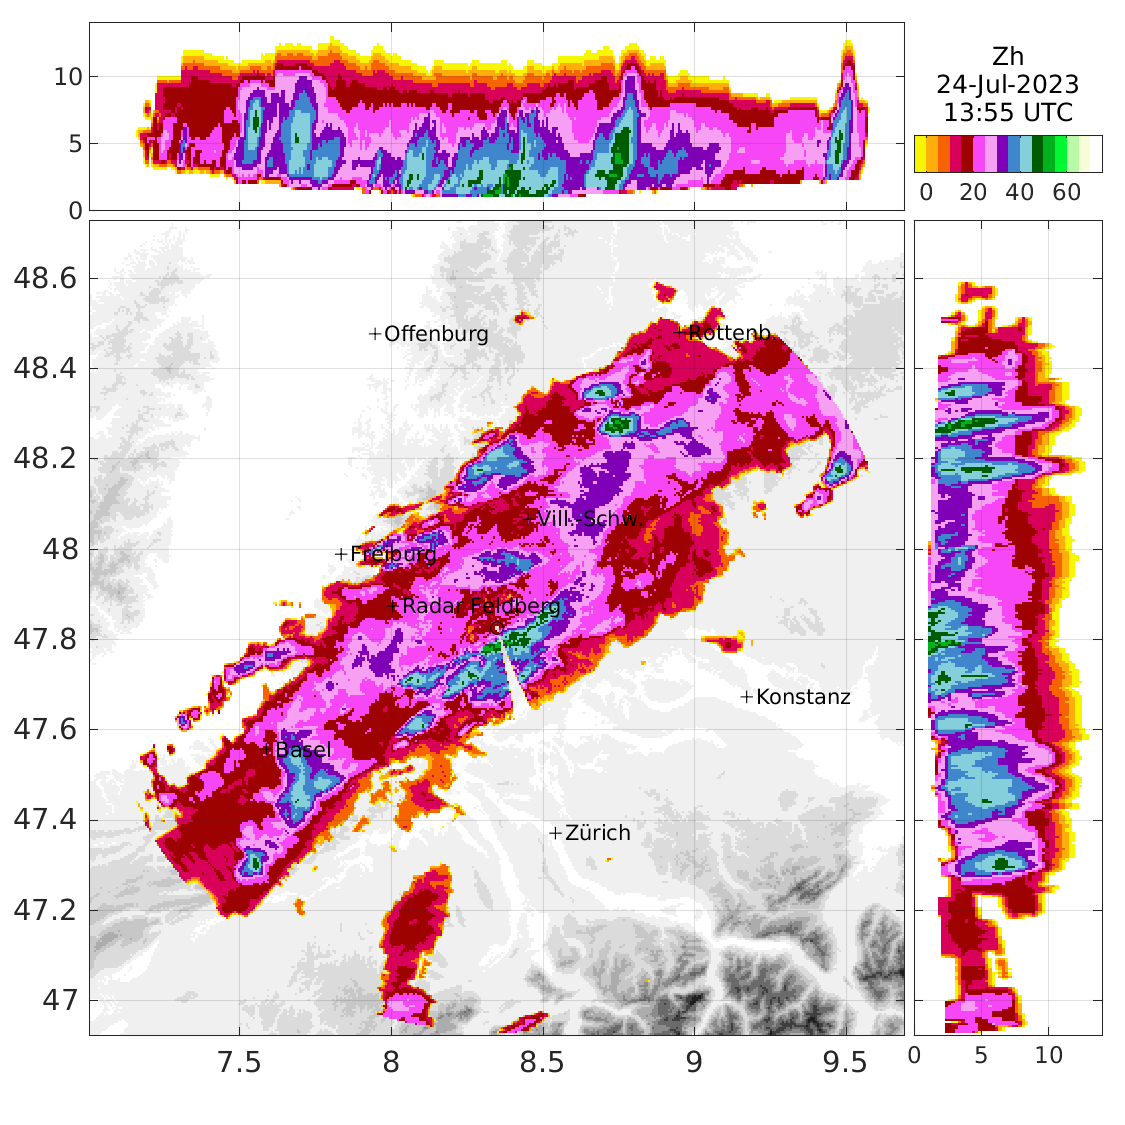 Zh
24-Jul-2023
13:55 UTC
0 20 40 60
10
5
0
48.6
48.4
48.2
48
47.8
47.6
47.4
47.2
47
+Offenburg
+Rottenb.
+Vill.-Schw.
+Freiburg
+Radar Feldberg
+Konstanz
+Basel
+Zürich
7.5 8 8.5 9 9.5
0 5 10